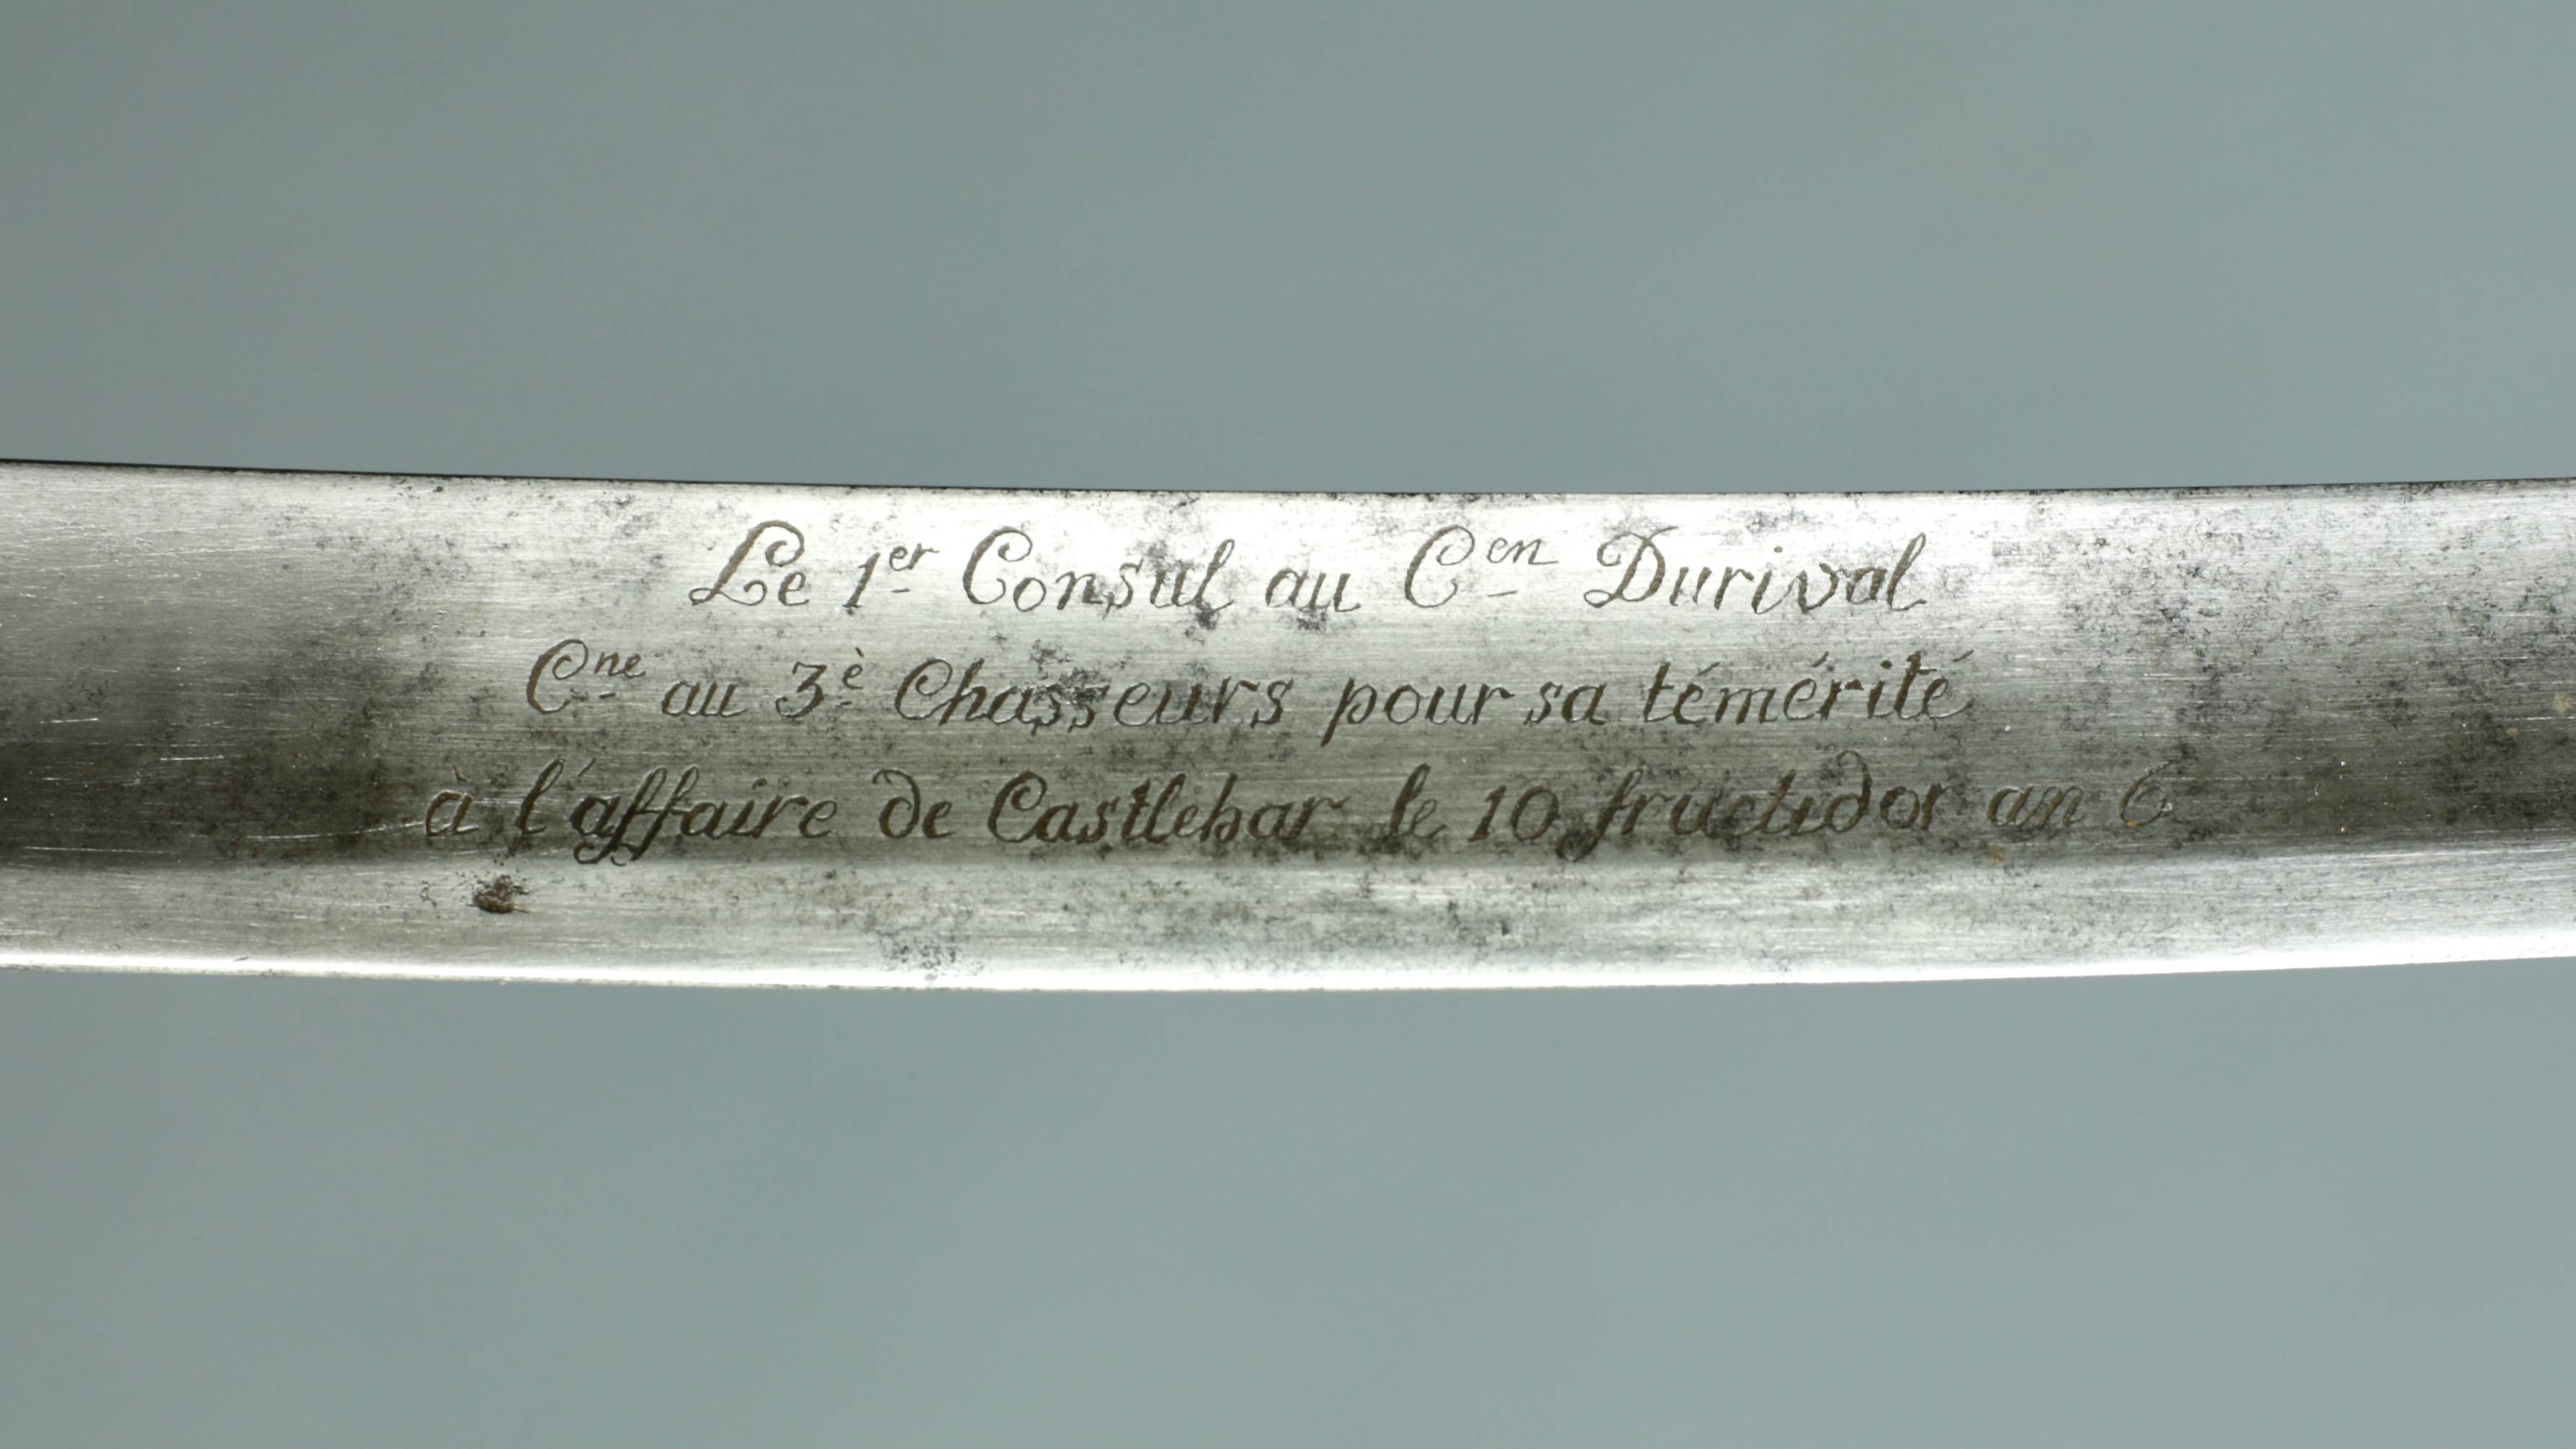 Le 1er Consul au Cen Durival
Cne au 3è Chasseurs pour sa témérité
à l'affaire de Castlebar le 10 fructidor an 6